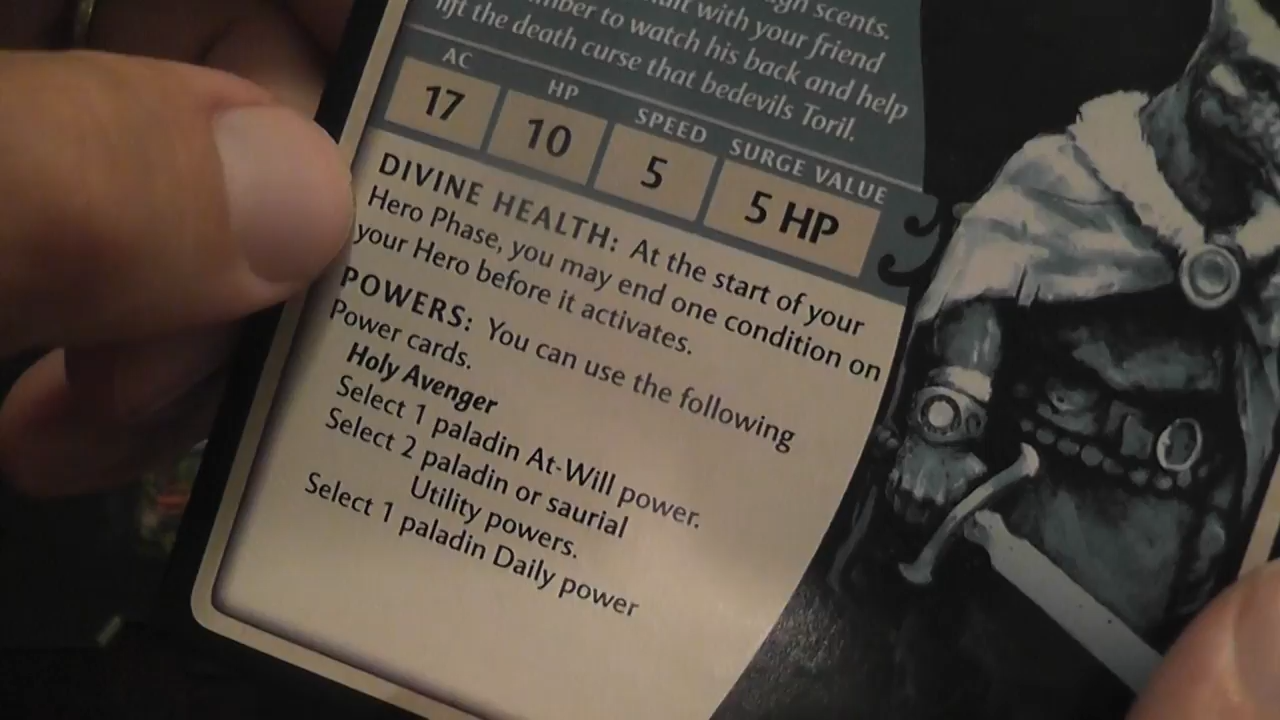 with your friend
to watch his back and help
lift the death curse that bedevils Toril.
AC
HP
SPEED
SURGE VALUE
17
10
5
5 HP
DIVINE HEALTH: At the start of your
Hero Phase, you may end one condition on
your Hero before it activates.
POWERS: You can use the following
Power cards.
Holy Avenger
Select 1 paladin At-Will power.
Select 2 paladin or saurial
Utility powers.
Select 1 paladin Daily power